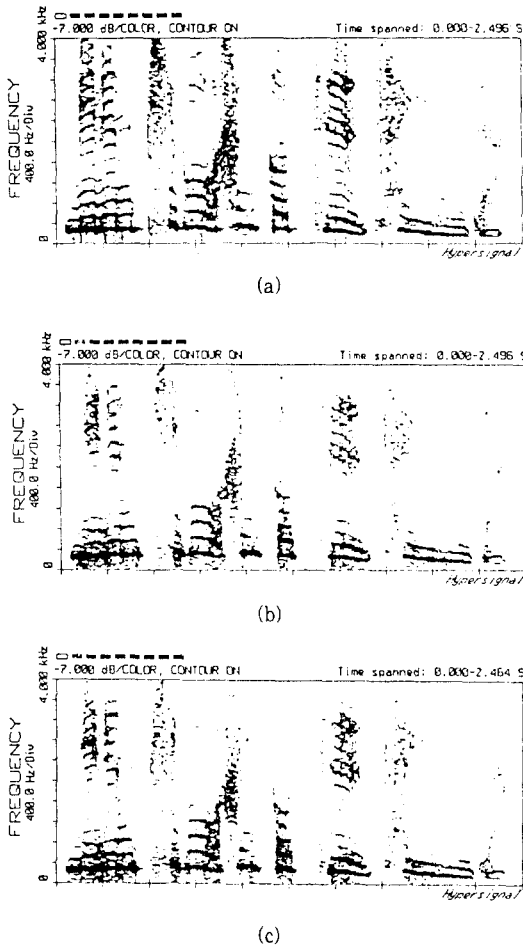 -7.000 dB/COLOR, CONTOUR ON Time spanned: 0.000-2.496 S
4.000 kHz
FREQUENCY
400.0 Hz/Div
0
Hypersignal
(a)
-7.000 dB/COLOR, CONTOUR ON Time spanned: 0.000-2.496 S
4.000 kHz
FREQUENCY
400.0 Hz/Div
0
Hypersignal
(b)
-7.000 dB/COLOR, CONTOUR ON Time spanned: 0.000-2.464 S
4.000 kHz
FREQUENCY
400.0 Hz/Div
0
Hypersignal
(c)